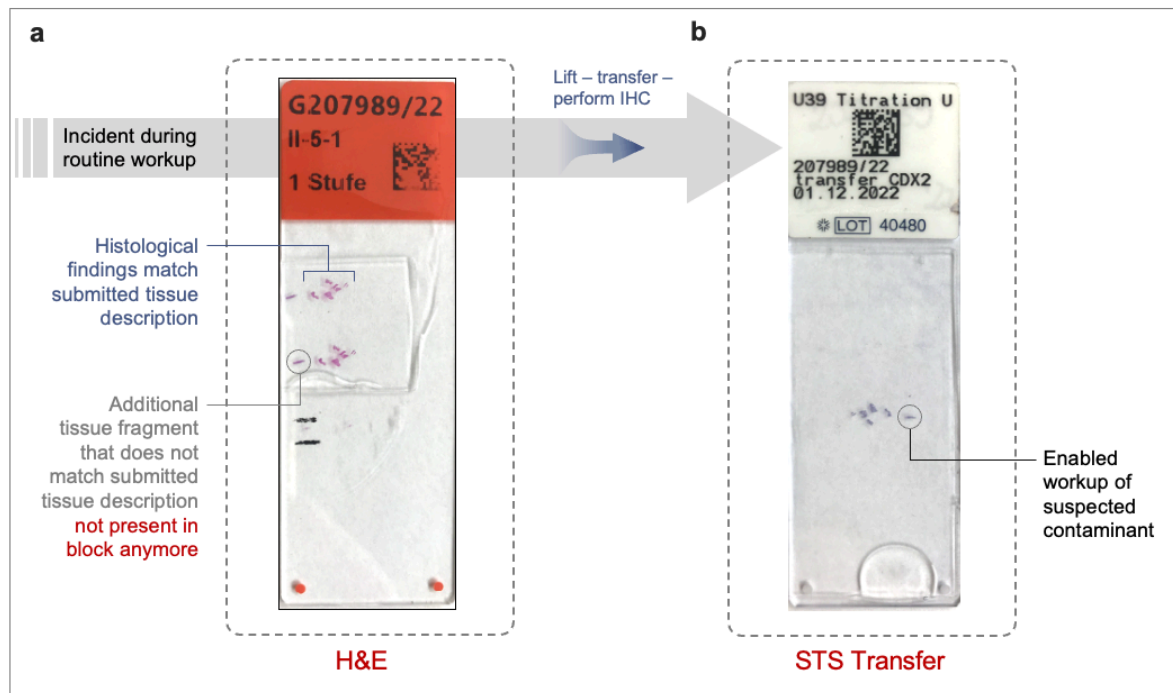 a
b
Lift – transfer –
perform IHC
Incident during
routine workup
G207989/22
II-5-1
1 Stufe
U39 Titration U
207989/22
transfer CDX2
01.12.2022
LOT 40480
Histological
findings match
submitted tissue
description
Additional
tissue fragment
that does not
match submitted
tissue description
not present in
block anymore
Enabled
workup of
suspected
contaminant
H&E
STS Transfer